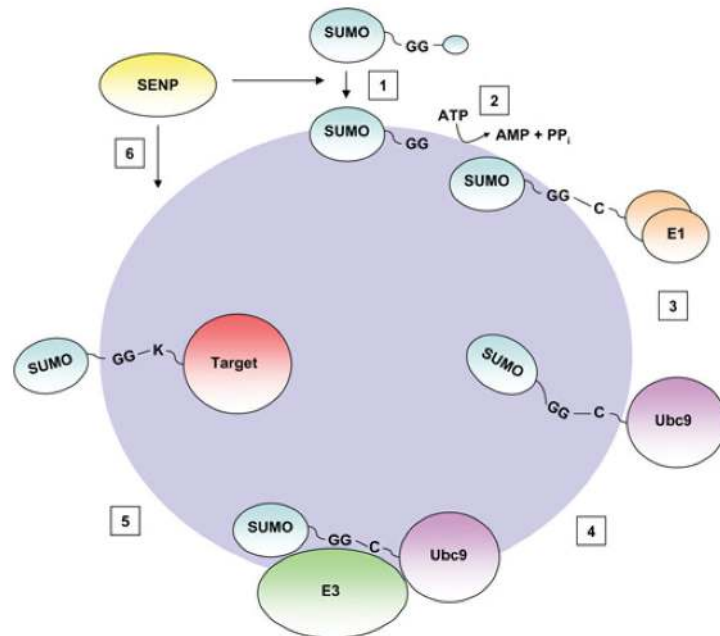 SUMO
GG
SENP
1
2
ATP
AMP + PPi
6
SUMO
GG
SUMO
GG C
E1
3
SUMO
GG K
Target
SUMO
GG C
Ubc9
5
4
SUMO
GG C
Ubc9
E3